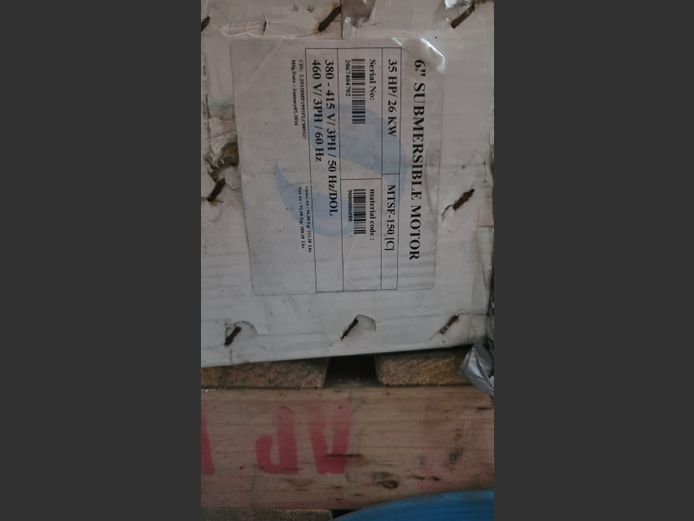 6" SUBMERSIBLE MOTOR
35 HP/ 26 KW
MTSF-150 [C]
Serial No:
material code :
380 - 415 V/ 3PH / 50 Hz/DOL
460 V/ 3PH / 60 Hz
AP